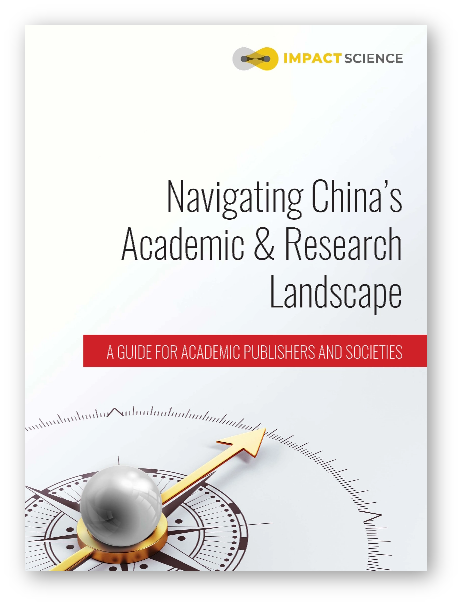 IMPACT SCIENCE
Navigating China's
Academic & Research
Landscape
A GUIDE FOR ACADEMIC PUBLISHERS AND SOCIETIES